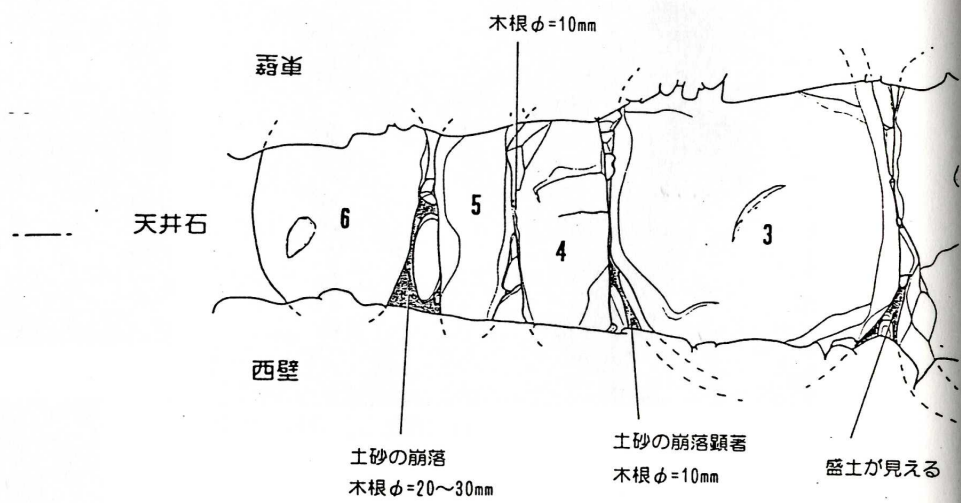 木根φ=10mm
東壁
天井石
6
5
4
3
西壁
土砂の崩落
木根φ=20〜30mm
土砂の崩落顕著
木根φ=10mm
盛土が見える